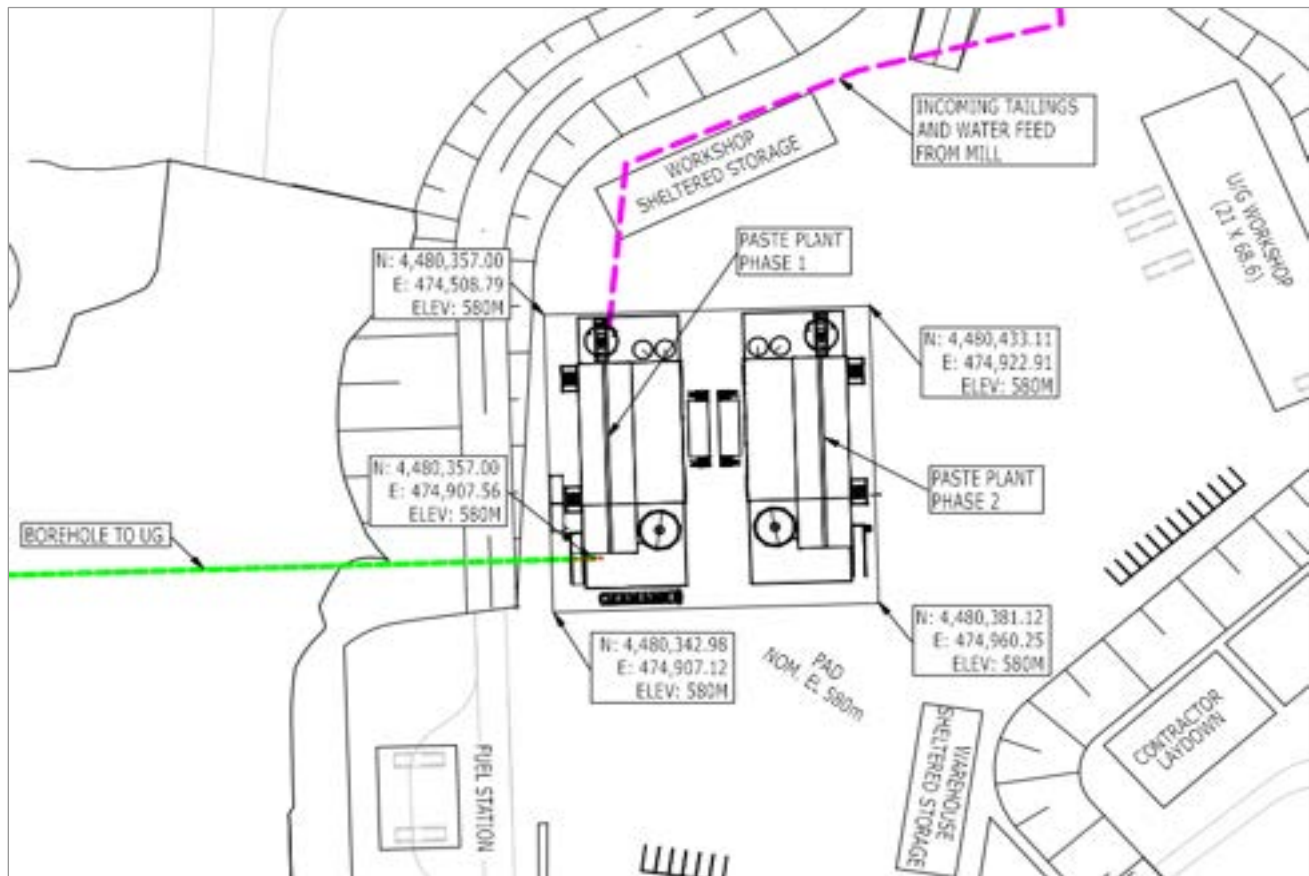 INCOMING TAILINGS
AND WATER FEED
FROM MILL
WORKSHOP
SHELTERED STORAGE
U/G WORKSHOP
(21 X 68.6)
PASTE PLANT
PHASE 1
N: 4,480,357.00
E: 474,508.79
ELEV: 580M
N: 4,480,433.11
E: 474,922.91
ELEV: 580M
N: 4,480,357.00
E: 474,907.56
ELEV: 580M
PASTE PLANT
PHASE 2
BOREHOLE TO UG
N: 4,480,342.98
E: 474,907.12
ELEV: 580M
N: 4,480,381.12
E: 474,960.25
ELEV: 580M
PAD
NOM. EL 580m
FUEL STATION
WAREHOUSE
SHELTERED STORAGE
CONTRACTOR
LAYDOWN